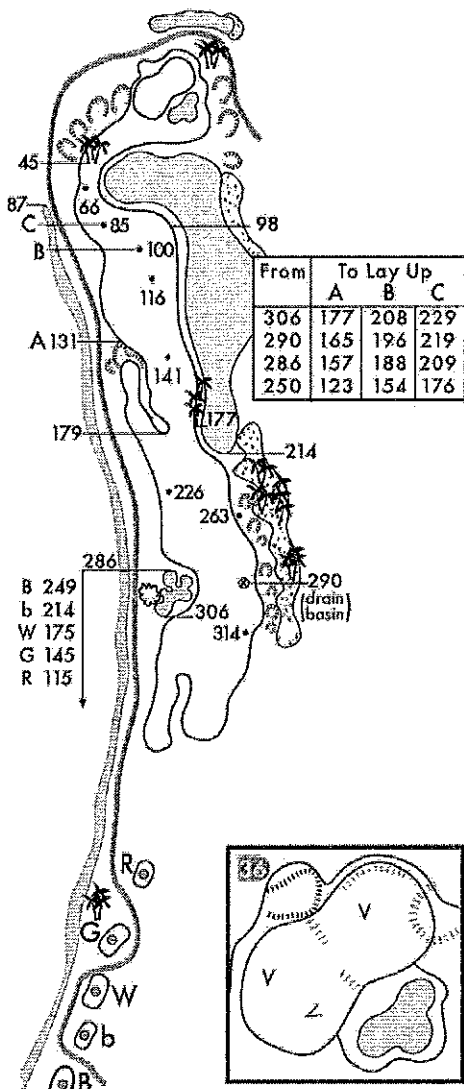 45
66
87
C
85
98
B
100
116
From To Lay Up
A B C
306 177 208 229
290 165 196 219
286 157 188 209
250 123 154 176
A 131
141
177
179
214
226
263
286
290
(drain
basin)
306
314
B 249
b 214
W 175
G 145
R 115
R
G
W
b
B
36